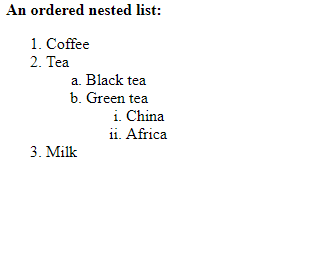 An ordered nested list:
1. Coffee
2. Tea
a. Black tea
b. Green tea
i. China
ii. Africa
3. Milk